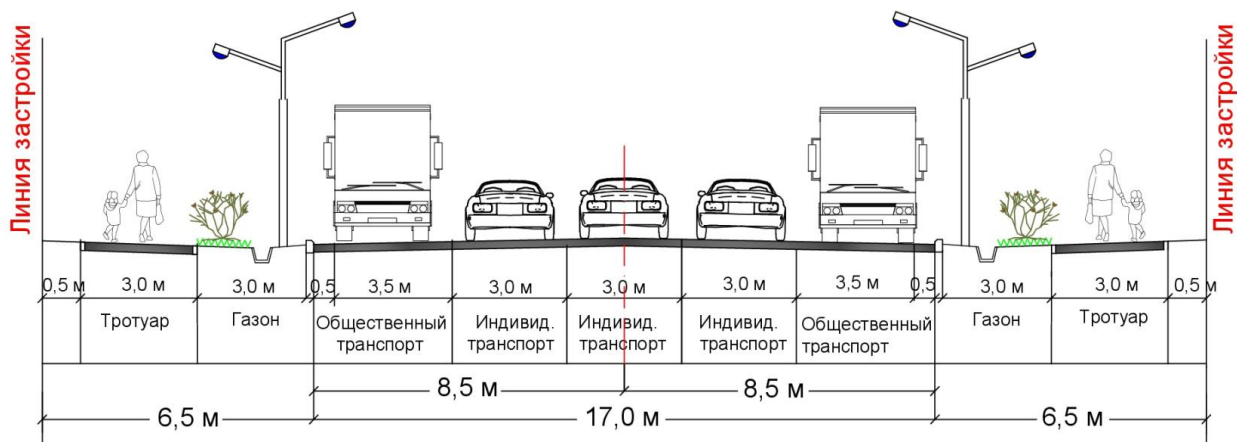 Линия застройки
Линия застройки
0,5 м 3,0 м 3,0 м 0,5 3,5 м 3,0 м 3,0 м 3,0 м 3,5 м 0,5 3,0 м 3,0 м 0,5 м
Тротуар Газон Общественный транспорт Индивид. транспорт Индивид. транспорт Индивид. транспорт Общественный транспорт Газон Тротуар
8,5 м 8,5 м
6,5 м 17,0 м 6,5 м